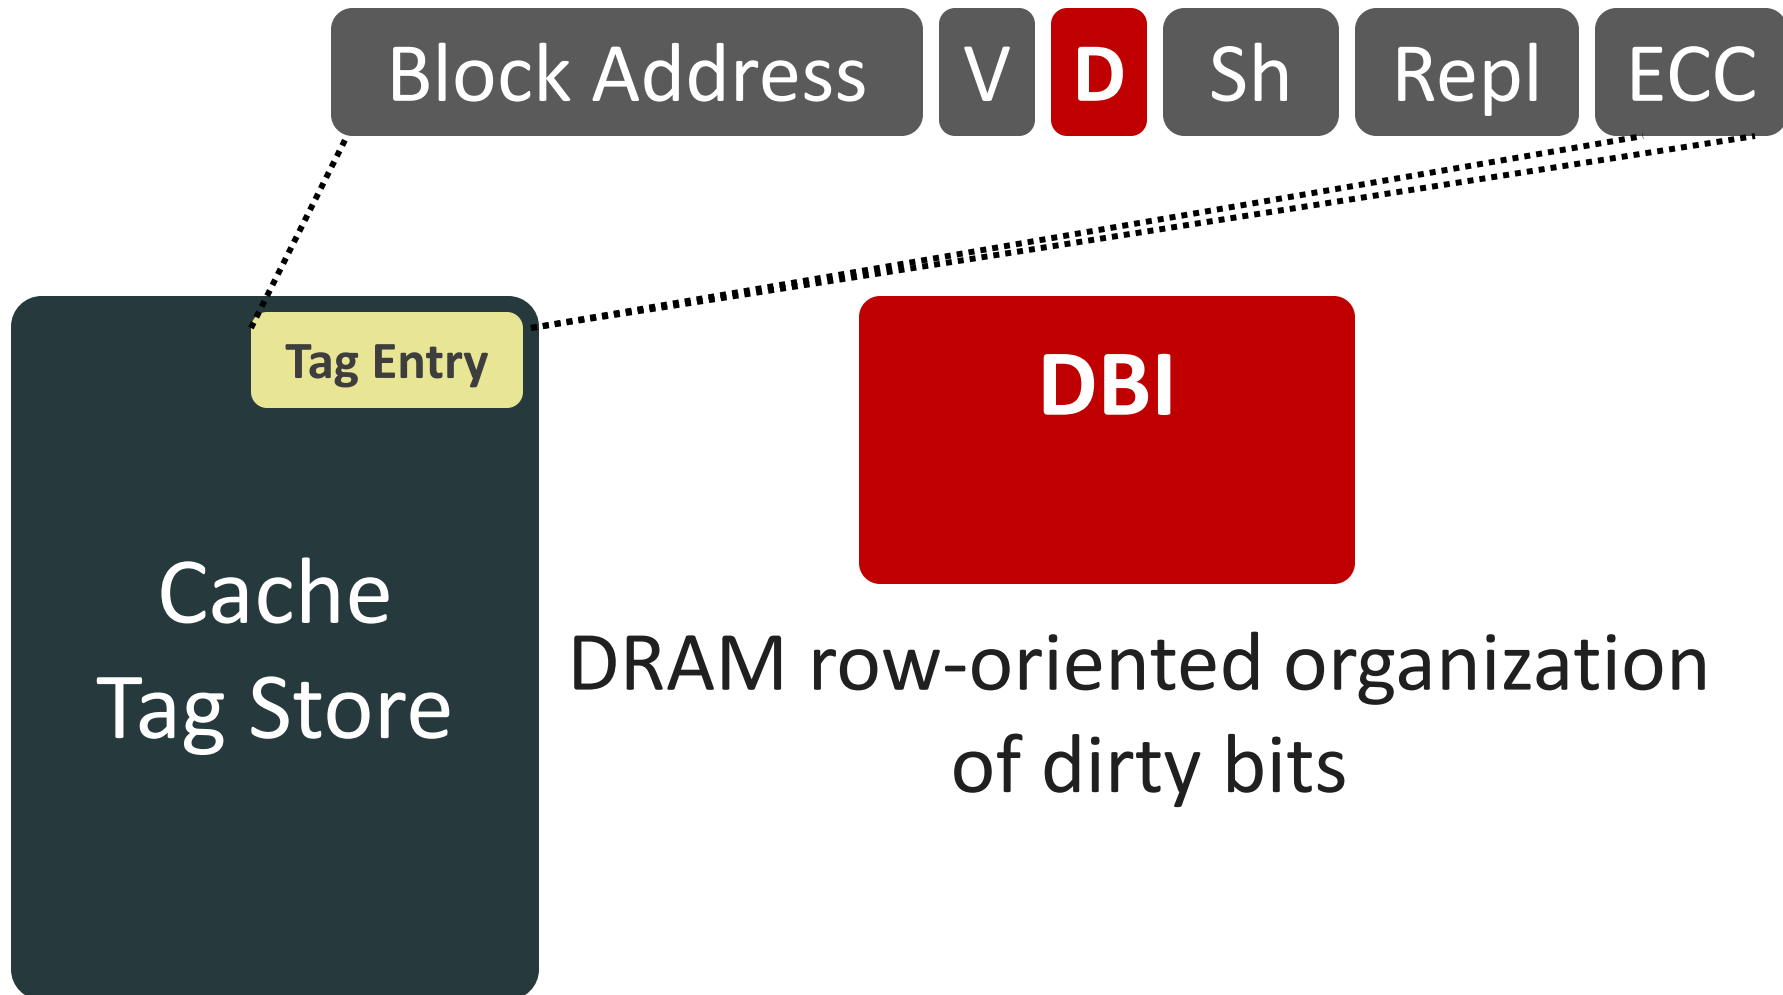 Block Address V D Sh Repl ECC
Tag Entry
DBI
Cache
Tag Store
DRAM row-oriented organization
of dirty bits